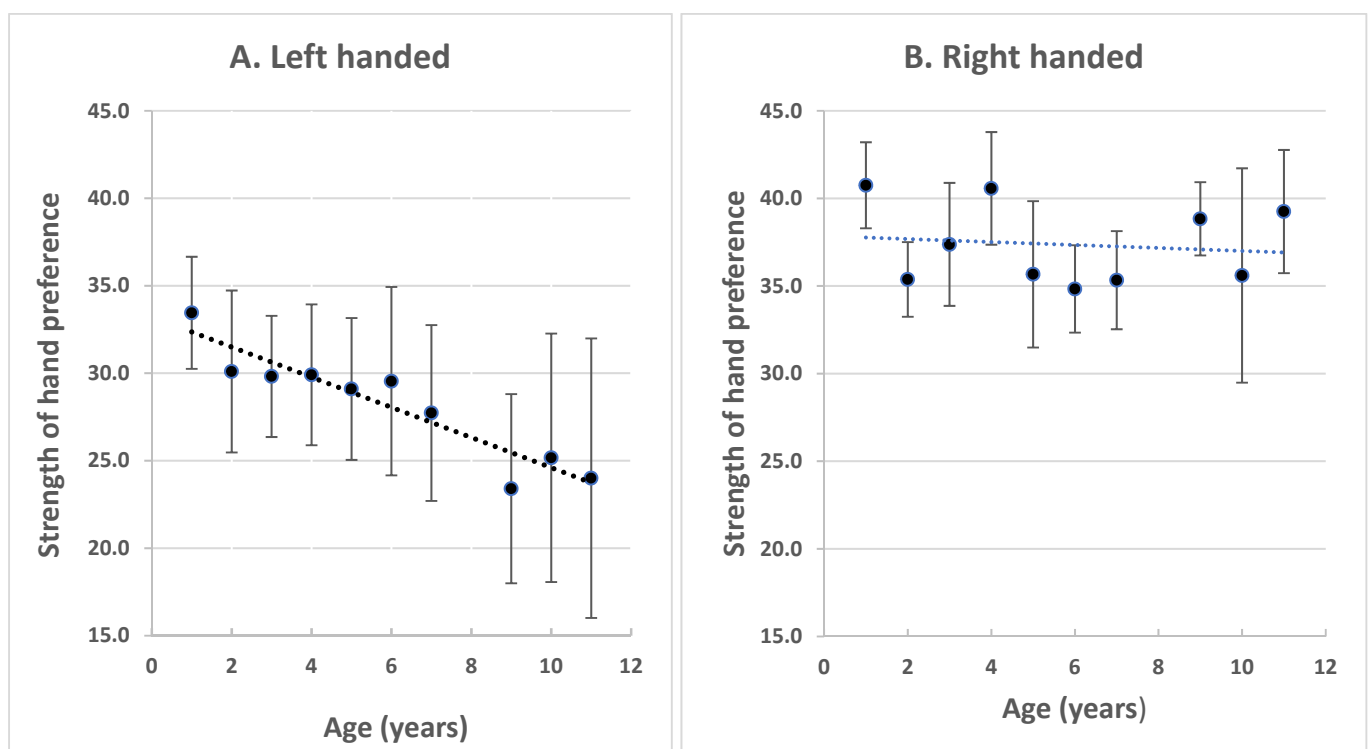 A. Left handed
Strength of hand preference
45.0
40.0
35.0
30.0
25.0
20.0
15.0
0 2 4 6 8 10 12
Age (years)
B. Right handed
Strength of hand preference
45.0
40.0
35.0
30.0
25.0
20.0
15.0
0 2 4 6 8 10 12
Age (years)